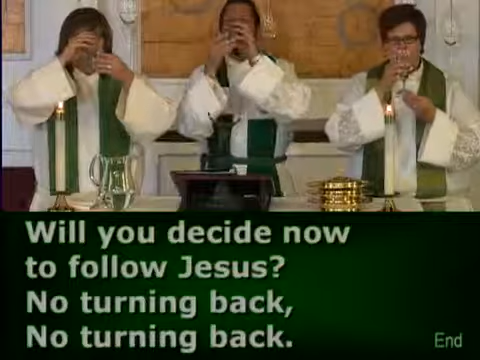 Will you decide now
to follow Jesus?
No turning back,
No turning back.
End